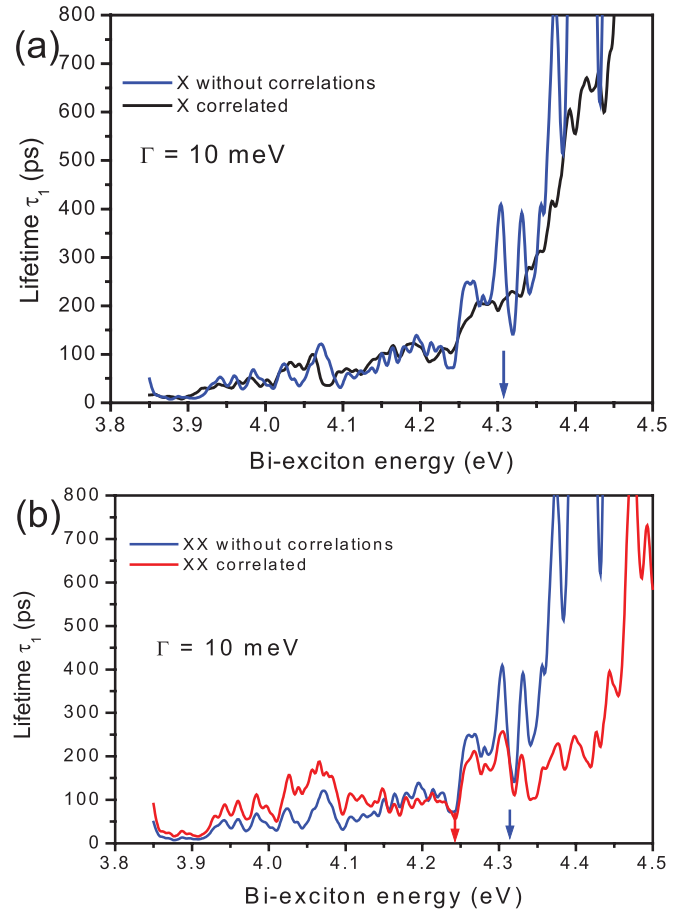 (a)
800
700
600
500
400
300
200
100
0
Lifetime τ1 (ps)
X without correlations
X correlated
Γ = 10 meV
3.8 3.9 4.0 4.1 4.2 4.3 4.4 4.5
Bi-exciton energy (eV)
(b)
800
700
600
500
400
300
200
100
0
Lifetime τ1 (ps)
XX without correlations
XX correlated
Γ = 10 meV
3.8 3.9 4.0 4.1 4.2 4.3 4.4 4.5
Bi-exciton energy (eV)